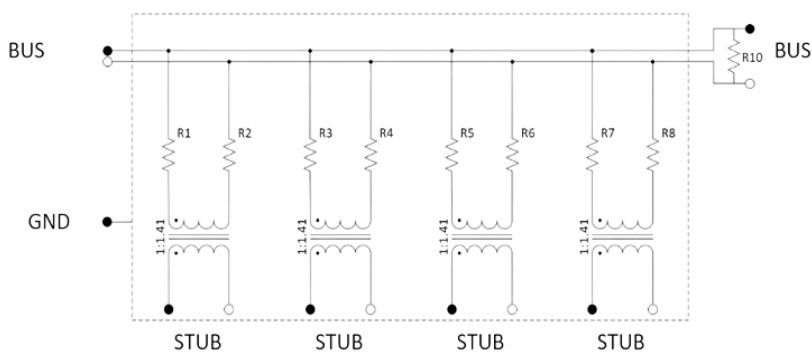 BUS
BUS
R10
R1
R2
R3
R4
R5
R6
R7
R8
GND
1:1.41
1:1.41
1:1.41
1:1.41
STUB
STUB
STUB
STUB